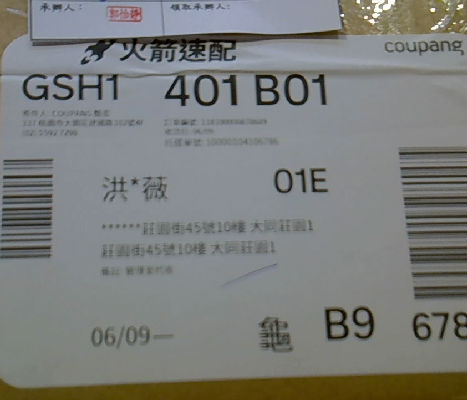 承辦人:
領取承辦人:
火箭速配
coupang
GSH1 401 B01
洪*薇 01E
******莊園街45號10樓 大同莊園1
莊園街45號10樓 大同莊園1
06/09—
龜 B9 678